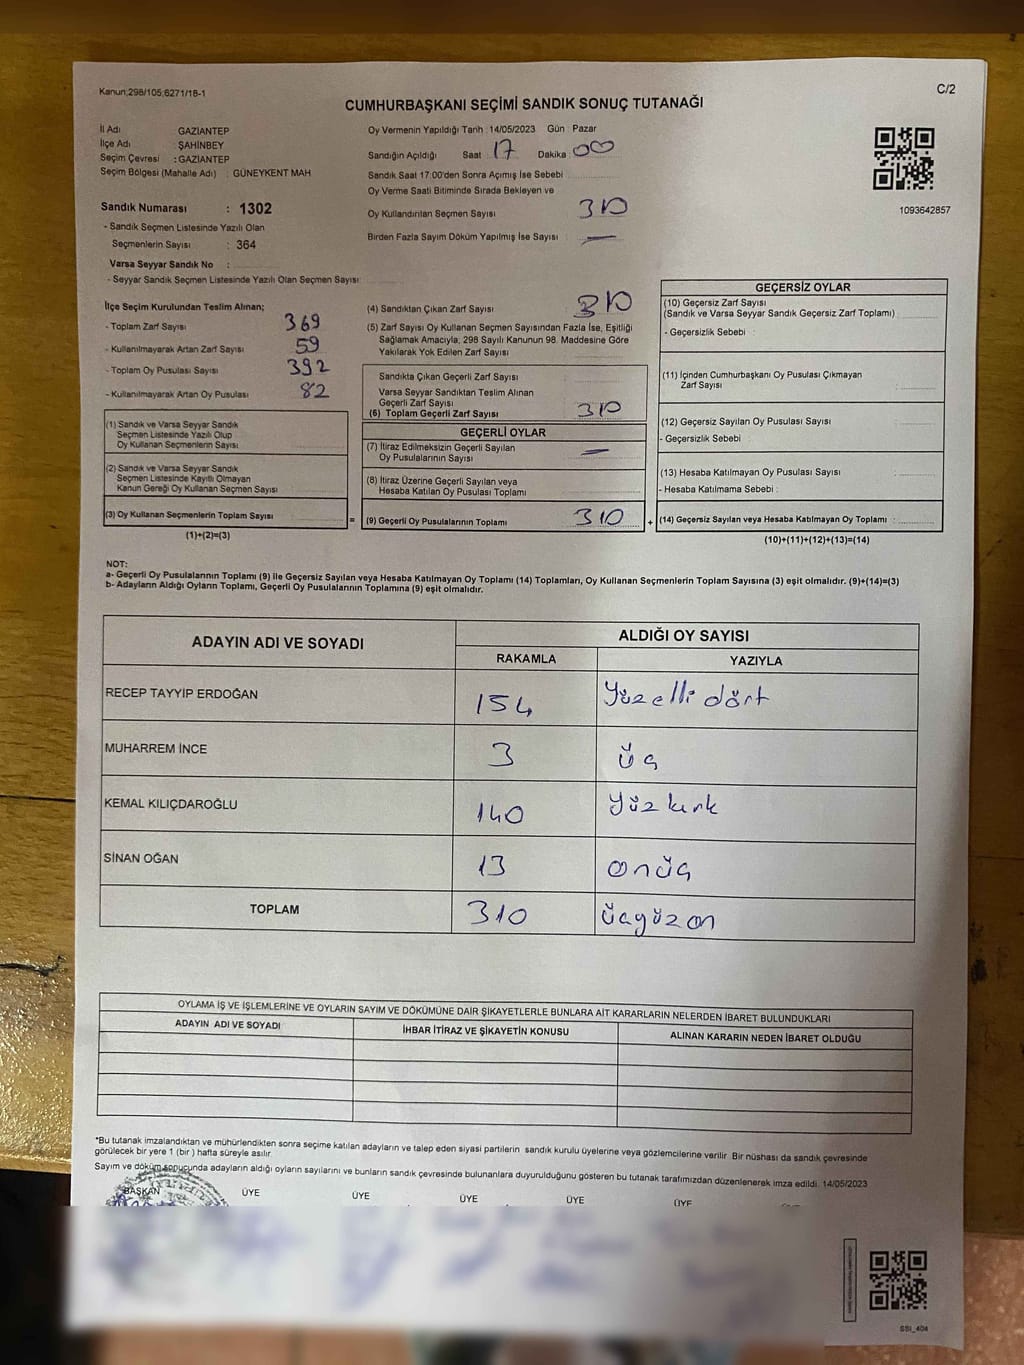 Kanun;298/105;6271/18-1
C/2
CUMHURBAŞKANI SEÇİMİ SANDIK SONUÇ TUTANAĞI
İl Adı GAZİANTEP
İlçe Adı : ŞAHİNBEY
Seçim Çevresi : GAZİANTEP
Seçim Bölgesi (Mahalle Adı) : GÜNEYKENT MAH
Sandık Numarası : 1302
- Sandık Seçmen Listesinde Yazılı Olan
Seçmenlerin Sayısı : 364
Varsa Seyyar Sandık No :
- Seyyar Sandık Seçmen Listesinde Yazılı Olan Seçmen Sayısı:
Oy Vermenin Yapıldığı Tarih : 14/05/2023 Gün : Pazar
Sandığın Açıldığı Saat : 17 Dakika : 00
Sandık Saat 17:00'den Sonra Açımış İse Sebebi
Oy Verme Saati Bitiminde Sırada Bekleyen ve
Oy Kullandırılan Seçmen Sayısı 310
Birden Fazla Sayım Döküm Yapılmış İse Sayısı : —
1093642857
İlçe Seçim Kurulundan Teslim Alınan;
- Toplam Zarf Sayısı 369
- Kullanılmayarak Artan Zarf Sayısı 59
- Toplam Oy Pusulası Sayısı 392
- Kullanılmayarak Artan Oy Pusulası 82
(1) Sandık ve Varsa Seyyar Sandık
Seçmen Listesinde Yazılı Olup
Oy Kullanan Seçmenlerin Sayısı
(2) Sandık ve Varsa Seyyar Sandık
Seçmen Listesinde Kayıtlı Olmayan
Kanun Gereği Oy Kullanan Seçmen Sayısı
(3) Oy Kullanan Seçmenlerin Toplam Sayısı
(1)+(2)=(3)
=
(4) Sandıktan Çıkan Zarf Sayısı 310
(5) Zarf Sayısı Oy Kullanan Seçmen Sayısından Fazla İse, Eşitliği
Sağlamak Amacıyla; 298 Sayılı Kanunun 98. Maddesine Göre
Yakılarak Yok Edilen Zarf Sayısı
Sandıkta Çıkan Geçerli Zarf Sayısı
Varsa Seyyar Sandıktan Teslim Alınan
Geçerli Zarf Sayısı
(6) Toplam Geçerli Zarf Sayısı 310
GEÇERLİ OYLAR
(7) İtiraz Edilmeksizin Geçerli Sayılan
Oy Pusulalarının Sayısı —
(8) İtiraz Üzerine Geçerli Sayılan veya
Hesaba Katılan Oy Pusulası Toplamı
(9) Geçerli Oy Pusulalarının Toplamı 310
+
GEÇERSİZ OYLAR
(10) Geçersiz Zarf Sayısı
(Sandık ve Varsa Seyyar Sandık Geçersiz Zarf Toplamı) :
- Geçersizlik Sebebi :
(11) İçinden Cumhurbaşkanı Oy Pusulası Çıkmayan
Zarf Sayısı :
(12) Geçersiz Sayılan Oy Pusulası Sayısı :
- Geçersizlik Sebebi :
(13) Hesaba Katılmayan Oy Pusulası Sayısı :
- Hesaba Katılmama Sebebi :
(14) Geçersiz Sayılan veya Hesaba Katılmayan Oy Toplamı :
(10)+(11)+(12)+(13)=(14)
NOT:
a- Geçerli Oy Pusulalarının Toplamı (9) ile Geçersiz Sayılan veya Hesaba Katılmayan Oy Toplamı (14) Toplamları, Oy Kullanan Seçmenlerin Toplam Sayısına (3) eşit olmalıdır. (9)+(14)=(3)
b- Adayların Aldığı Oyların Toplamı, Geçerli Oy Pusulalarının Toplamına (9) eşit olmalıdır.
ADAYIN ADI VE SOYADI
ALDIĞI OY SAYISI
RAKAMLA YAZIYLA
RECEP TAYYİP ERDOĞAN 154 Yüzelli dört
MUHARREM İNCE 3 üç
KEMAL KILIÇDAROĞLU 140 Yüzkırk
SİNAN OĞAN 13 onüç
TOPLAM 310 üçyüzon
OYLAMA İŞ VE İŞLEMLERİNE VE OYLARIN SAYIM VE DÖKÜMÜNE DAİR ŞİKAYETLERLE BUNLARA AİT KARARLARIN NELERDEN İBARET BULUNDUKLARI
ADAYIN ADI VE SOYADI İHBAR İTİRAZ VE ŞİKAYETİN KONUSU ALINAN KARARIN NEDEN İBARET OLDUĞU
*Bu tutanak imzalandıktan ve mühürlendikten sonra seçime katılan adayların ve talep eden siyasi partilerin sandık kurulu üyelerine veya gözlemcilerine verilir. Bir nüshası da sandık çevresinde
görülecek bir yere 1 (bir ) hafta süreyle asılır.
Sayım ve döküm sonucunda adayların aldığı oyların sayılarını ve bunların sandık çevresinde bulunanlara duyurulduğunu gösteren bu tutanak tarafımızdan düzenlenerek imza edildi. 14/05/2023
BAŞKAN ÜYE ÜYE ÜYE ÜYE ÜYE
SSI_404